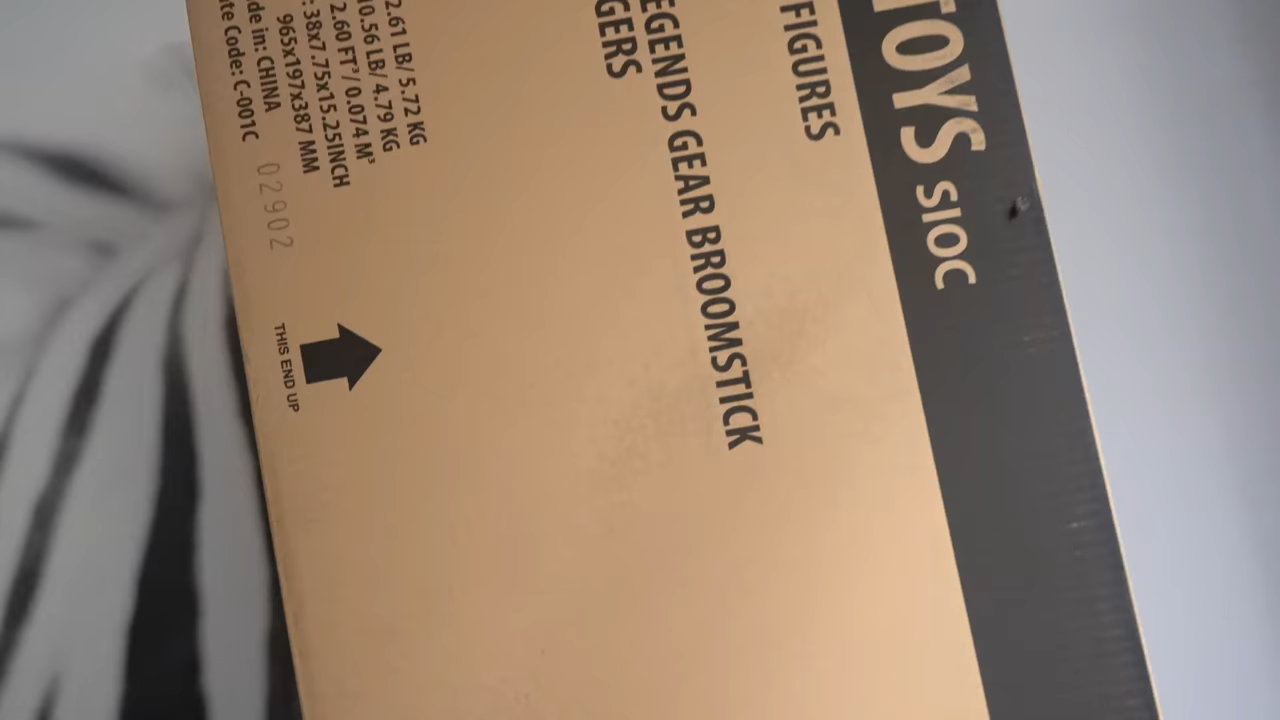 TOYS SIOC
FIGURES
EGENDS GEAR BROOMSTICK
GERS
2.61 LB/ 5.72 KG
10.56 LB/ 4.79 KG
2.60 FT³/ 0.074 M³
: 38x7.75x15.25INCH
965x197x387 MM
de in: CHINA
te Code: C-001C 02902
THIS END UP